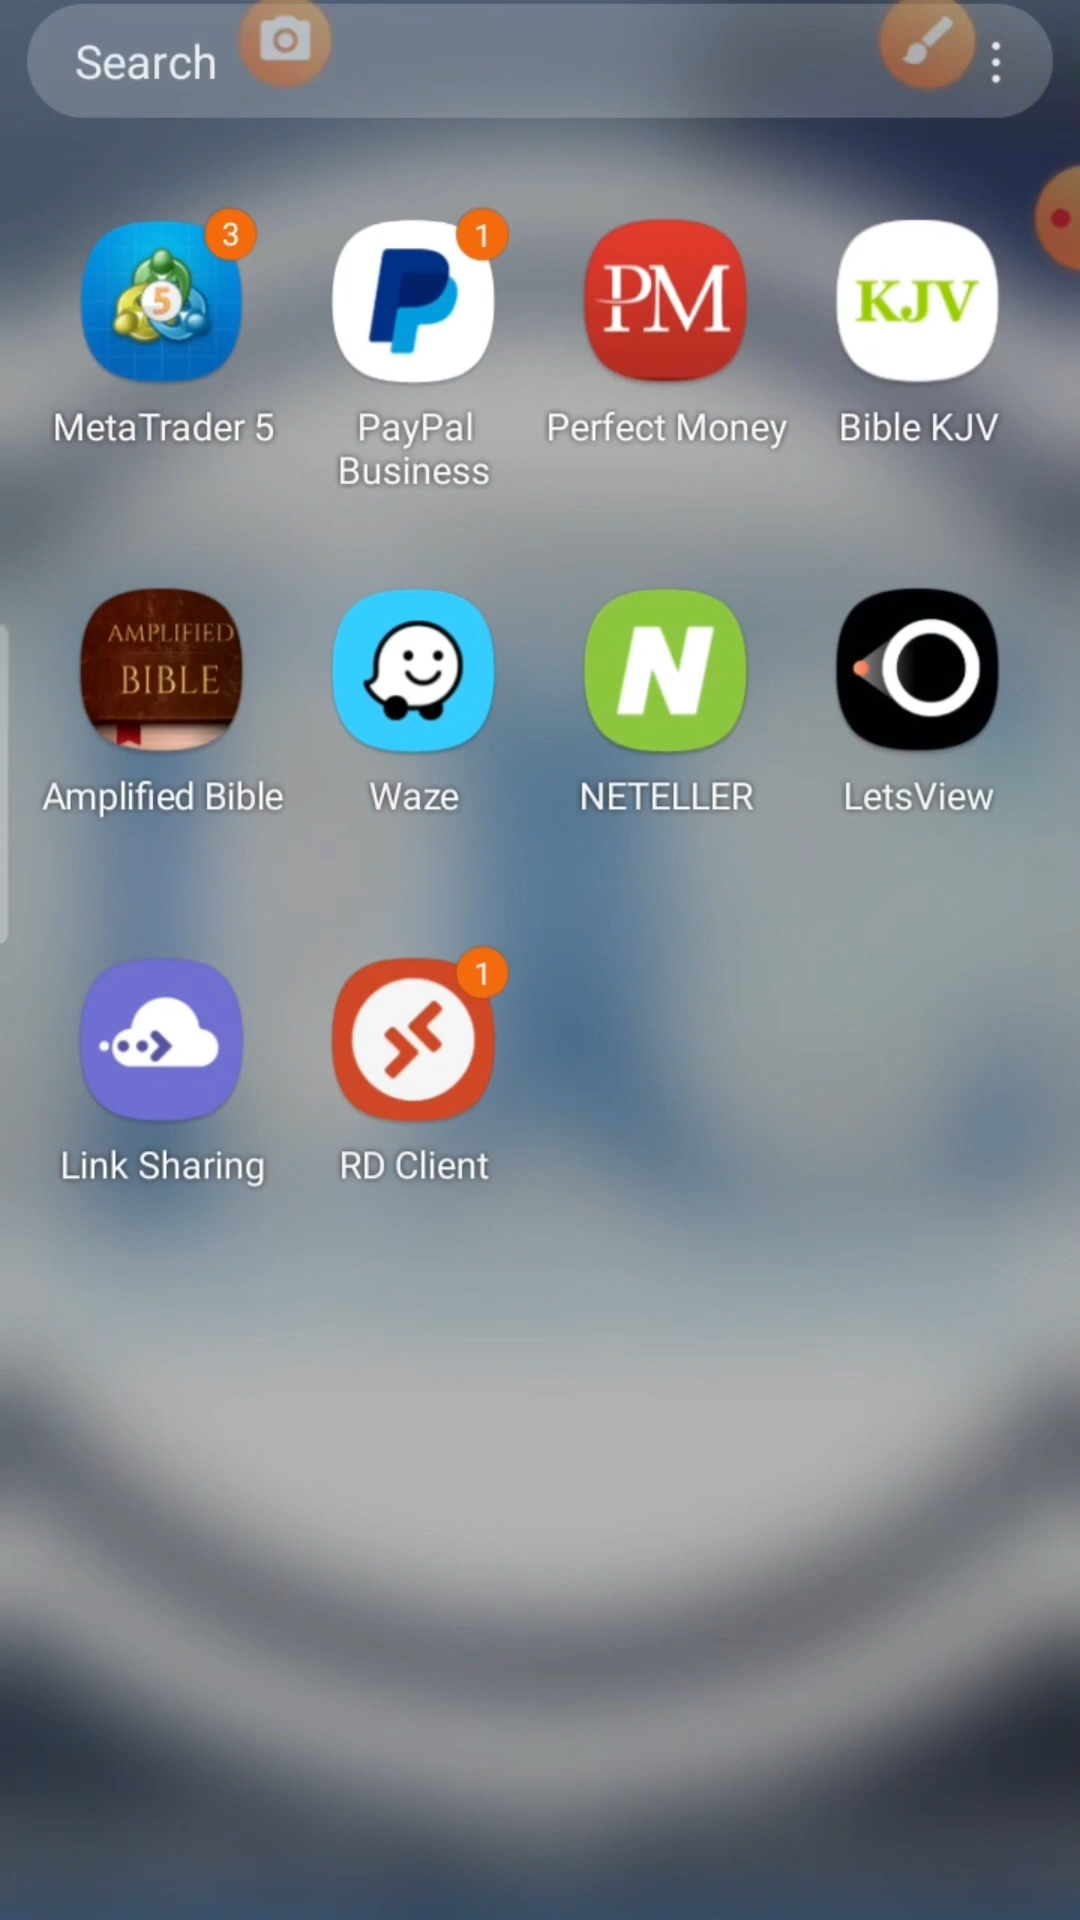 Search
3
1
5
PM
KJV
MetaTrader 5
PayPal
Business
Perfect Money
Bible KJV
AMPLIFIED
BIBLE
N
Amplified Bible
Waze
NETELLER
LetsView
1
Link Sharing
RD Client